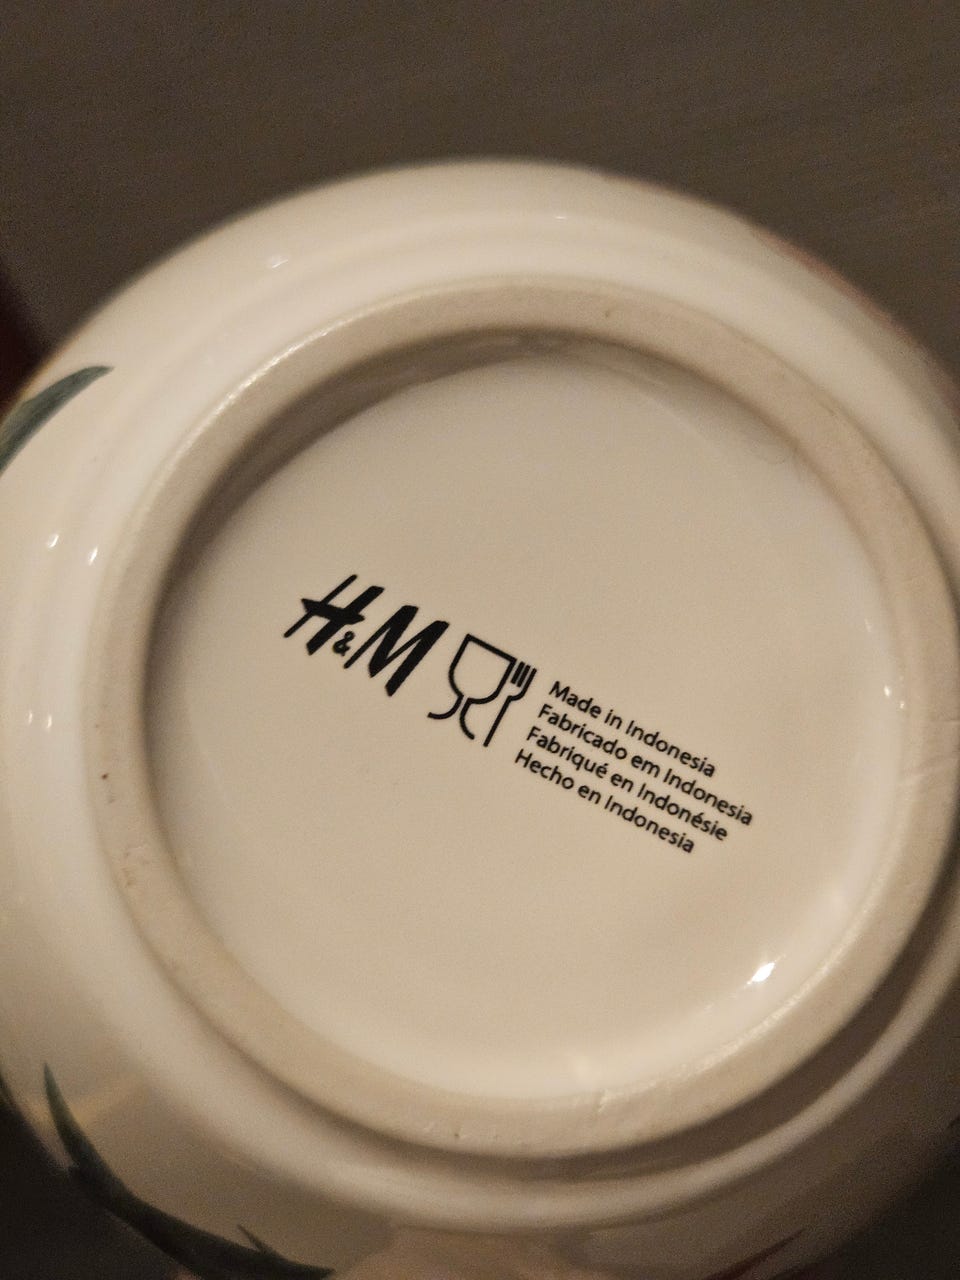 H&M
Made in Indonesia
Fabricado em Indonesia
Fabriqué en Indonésie
Hecho en Indonesia